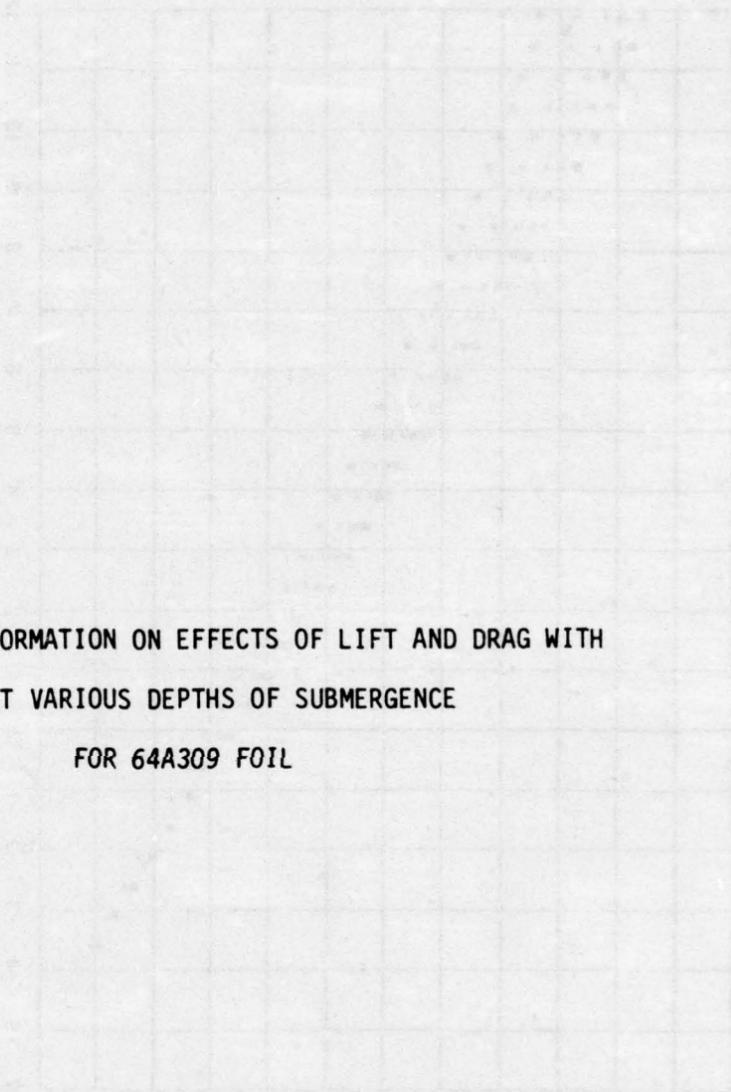 ORMATION ON EFFECTS OF LIFT AND DRAG WITH
T VARIOUS DEPTHS OF SUBMERGENCE
FOR 64A309 FOIL